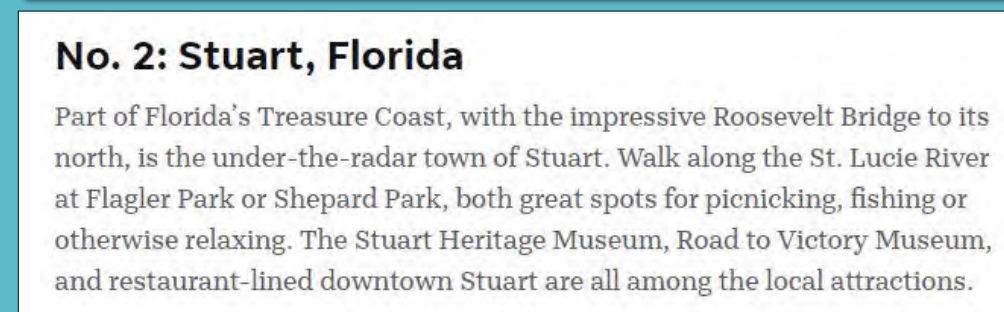 No. 2: Stuart, Florida
Part of Florida's Treasure Coast, with the impressive Roosevelt Bridge to its
north, is the under-the-radar town of Stuart. Walk along the St. Lucie River
at Flagler Park or Shepard Park, both great spots for picnicking, fishing or
otherwise relaxing. The Stuart Heritage Museum, Road to Victory Museum,
and restaurant-lined downtown Stuart are all among the local attractions.